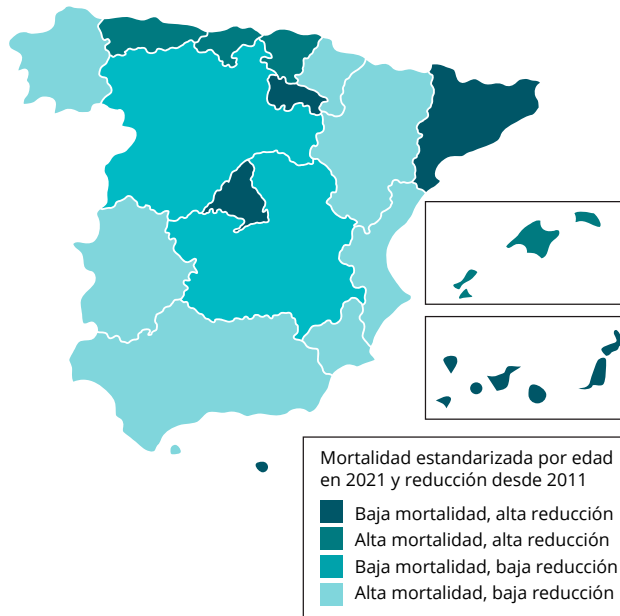 Mortalidad estandarizada por edad
en 2021 y reducción desde 2011
Baja mortalidad, alta reducción
Alta mortalidad, alta reducción
Baja mortalidad, baja reducción
Alta mortalidad, baja reducción